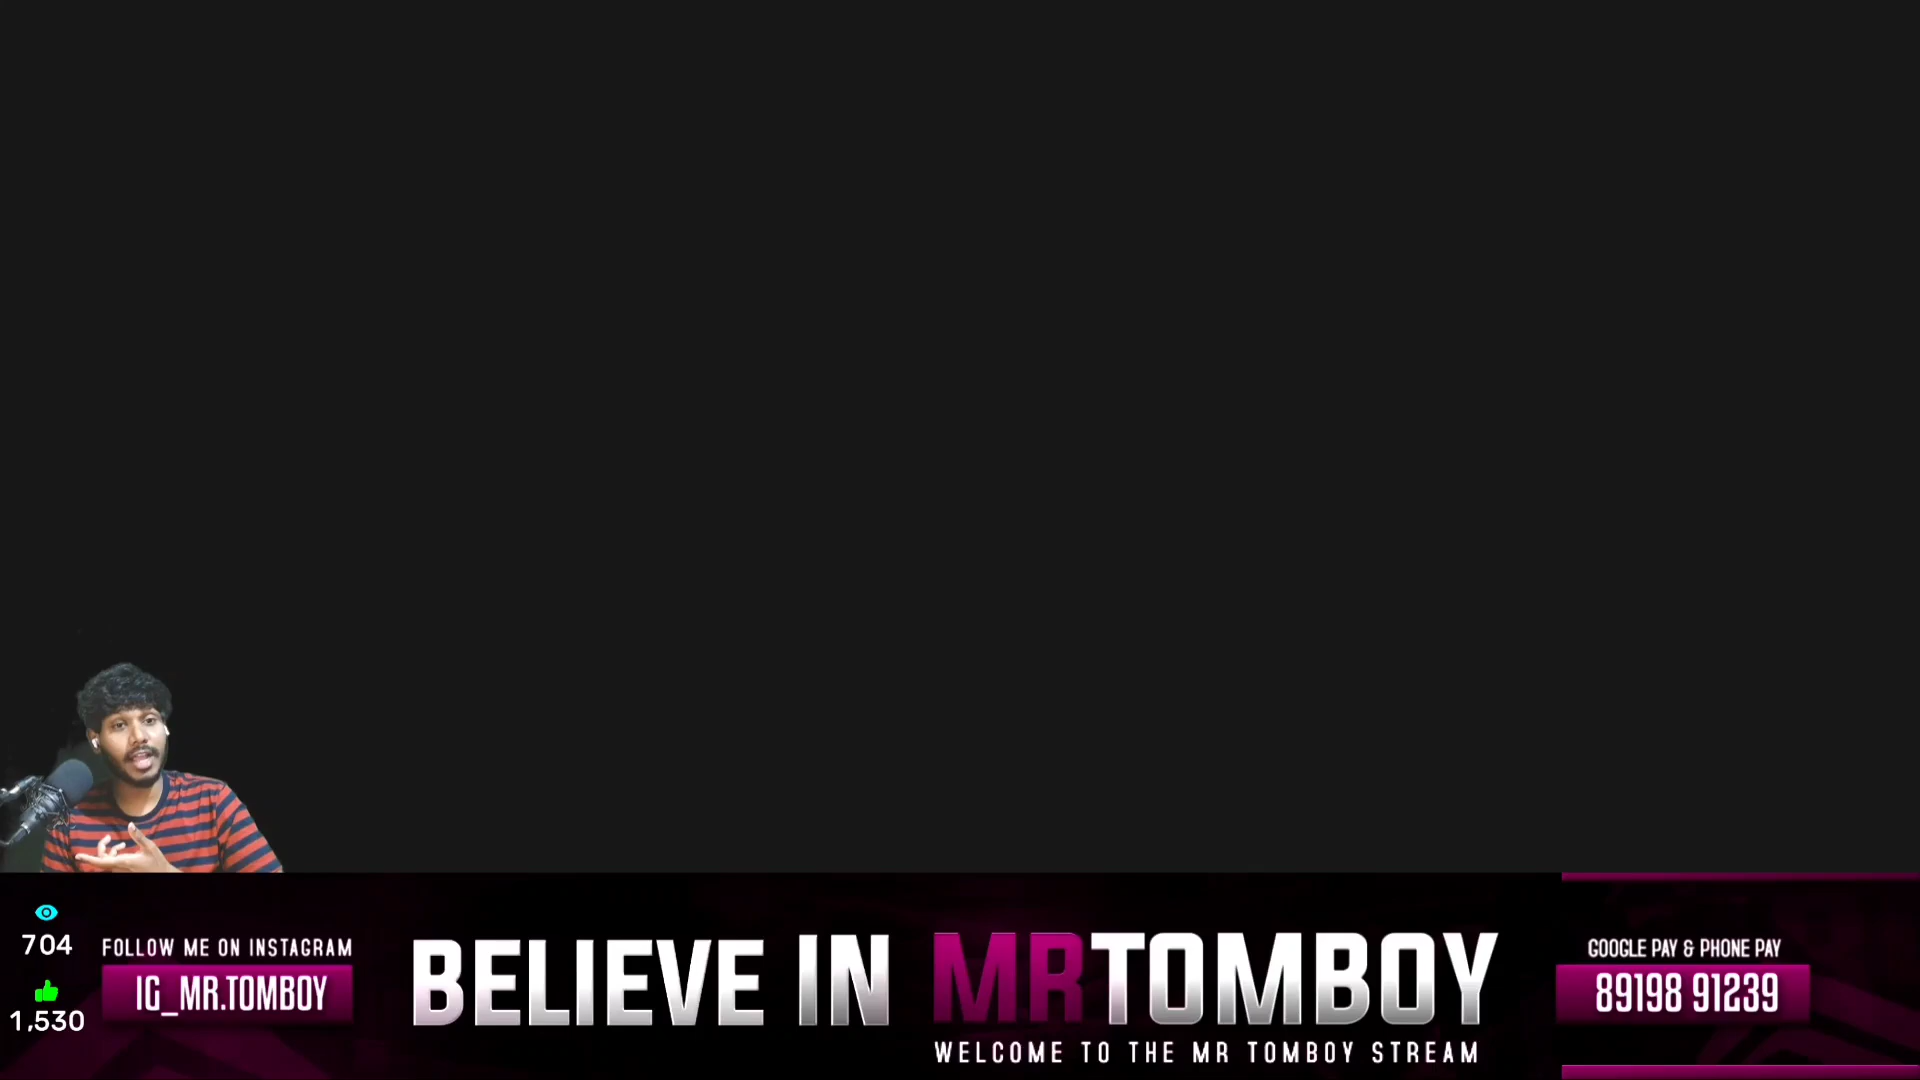 704
1,530
FOLLOW ME ON INSTAGRAM
IG_MR.TOMBOY
BELIEVE IN MRTOMBOY
WELCOME TO THE MR TOMBOY STREAM
GOOGLE PAY & PHONE PAY
89198 91239